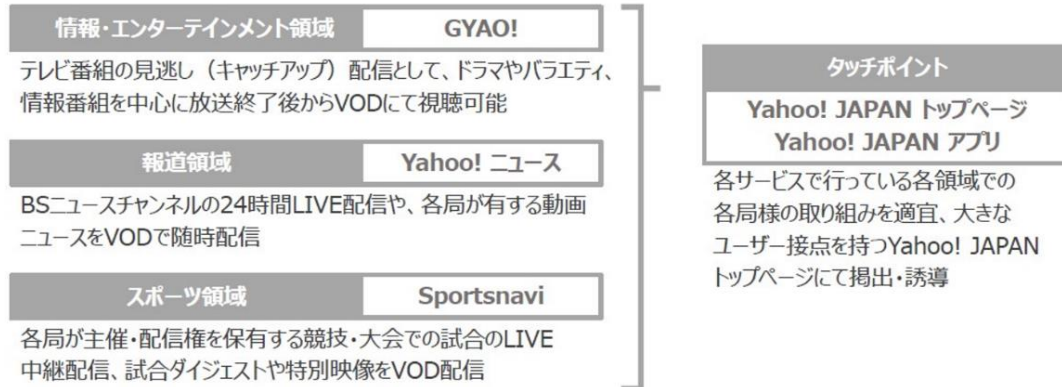 情報・エンターテインメント領域 GYAO!
テレビ番組の見逃し（キャッチアップ）配信として、ドラマやバラエティ、
情報番組を中心に放送終了後からVODにて視聴可能
報道領域 Yahoo! ニュース
BSニュースチャンネルの24時間LIVE配信や、各局が有する動画
ニュースをVODで随時配信
スポーツ領域 Sportsnavi
各局が主催・配信権を保有する競技・大会での試合のLIVE
中継配信、試合ダイジェストや特別映像をVOD配信
タッチポイント
Yahoo! JAPAN トップページ
Yahoo! JAPAN アプリ
各サービスで行っている各領域での
各局様の取り組みを適宜、大きな
ユーザー接点を持つYahoo! JAPAN
トップページにて掲出・誘導